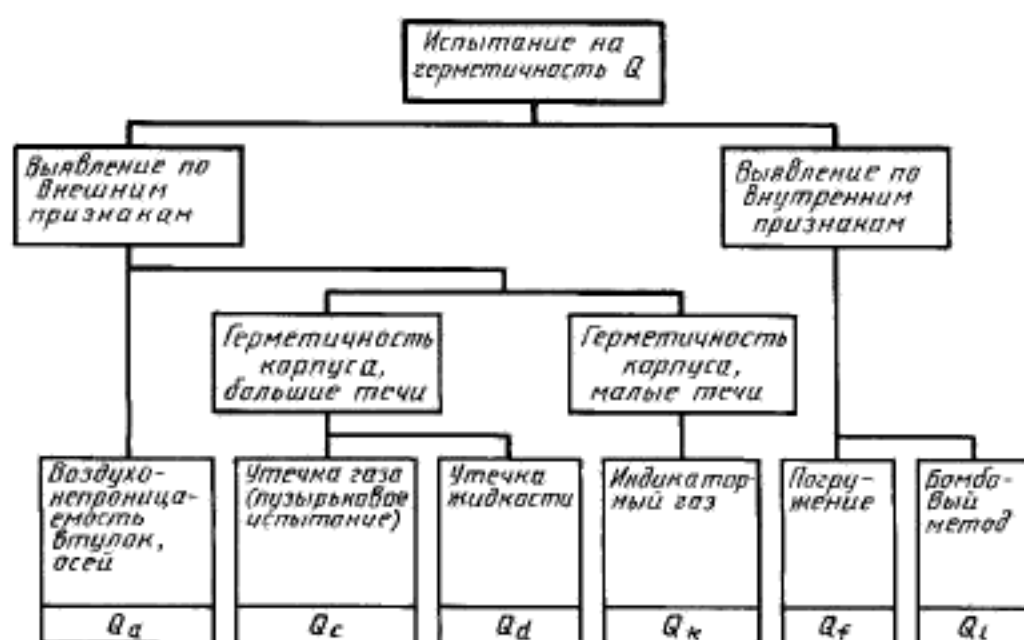 Испытание на
герметичность Q
Выявление по
внешним
признакам
Выявление по
внутренним
признакам
Герметичность
корпуса,
большие течи
Герметичность
корпуса,
малые течи
Воздухо-
непроница-
емость
втулок,
осей
Утечка газа
(пузырьковое
испытание)
Утечка
жидкости
Индикатор-
ный газ
Погру-
жение
Бомбо-
вый
метод
Qa
Qc
Qd
Qk
Qf
Ql